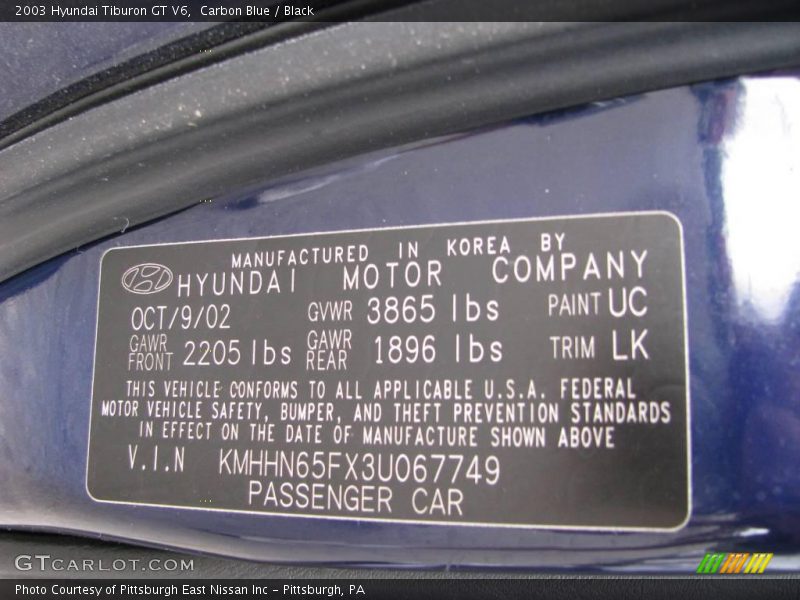 2003 Hyundai Tiburon GT V6,  Carbon Blue / Black
MANUFACTURED IN KOREA BY
HYUNDAI MOTOR COMPANY
OCT/9/02 GVWR 3865 lbs PAINT UC
GAWR FRONT 2205 lbs GAWR REAR 1896 lbs TRIM LK
THIS VEHICLE CONFORMS TO ALL APPLICABLE U.S.A. FEDERAL
MOTOR VEHICLE SAFETY, BUMPER, AND THEFT PREVENTION STANDARDS
IN EFFECT ON THE DATE OF MANUFACTURE SHOWN ABOVE
V.I.N KMHHN65FX3U067749
PASSENGER CAR
GTCARLOT.COM
Photo Courtesy of Pittsburgh East Nissan Inc - Pittsburgh, PA